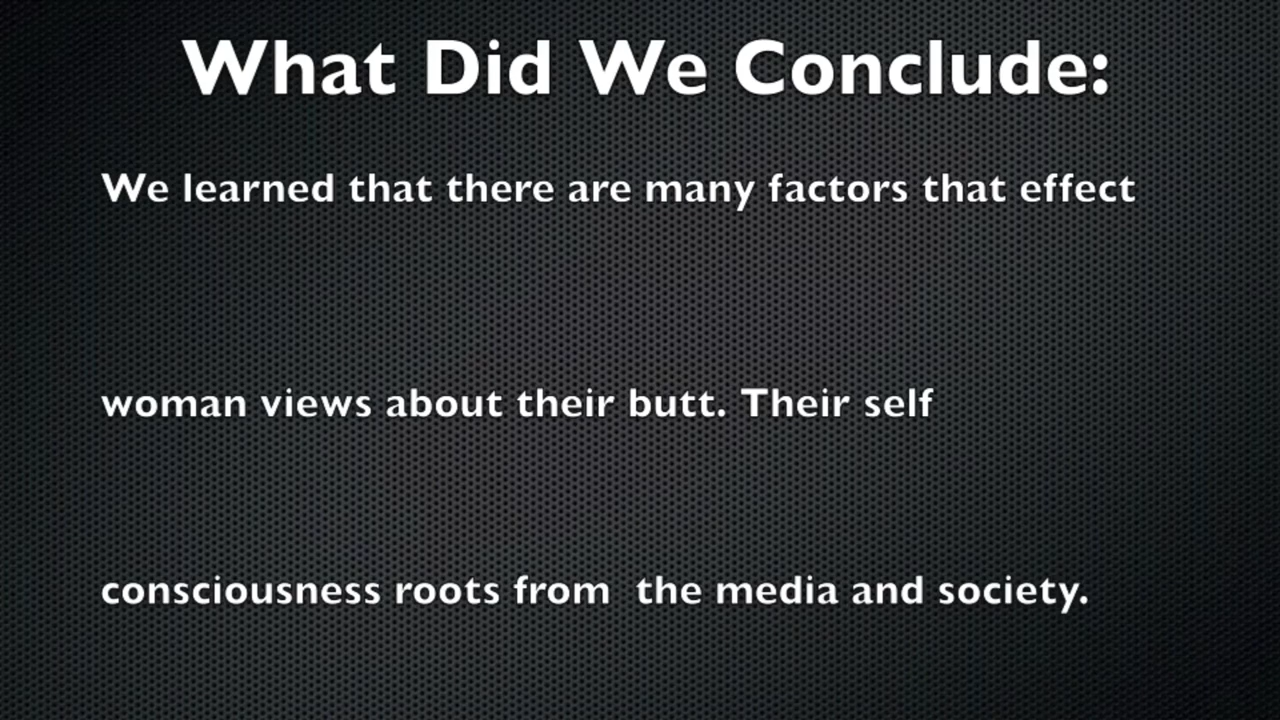 What Did We Conclude:
We learned that there are many factors that effect
woman views about their butt. Their self
consciousness roots from  the media and society.